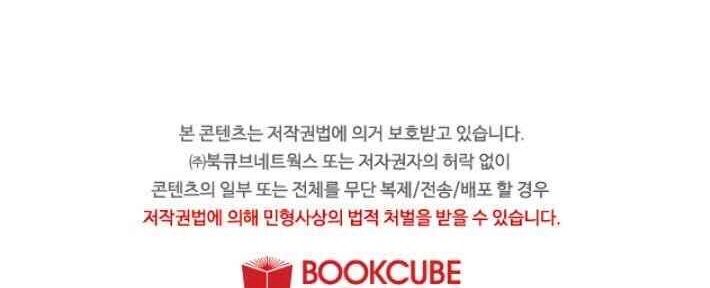 본 콘텐츠는 저작권법에 의거 보호받고 있습니다.
㈜북큐브네트웍스 또는 저자권자의 허락 없이
콘텐츠의 일부 또는 전체를 무단 복제/전송/배포 할 경우
저작권법에 의해 민형사상의 법적 처벌을 받을 수 있습니다.
BOOKCUBE